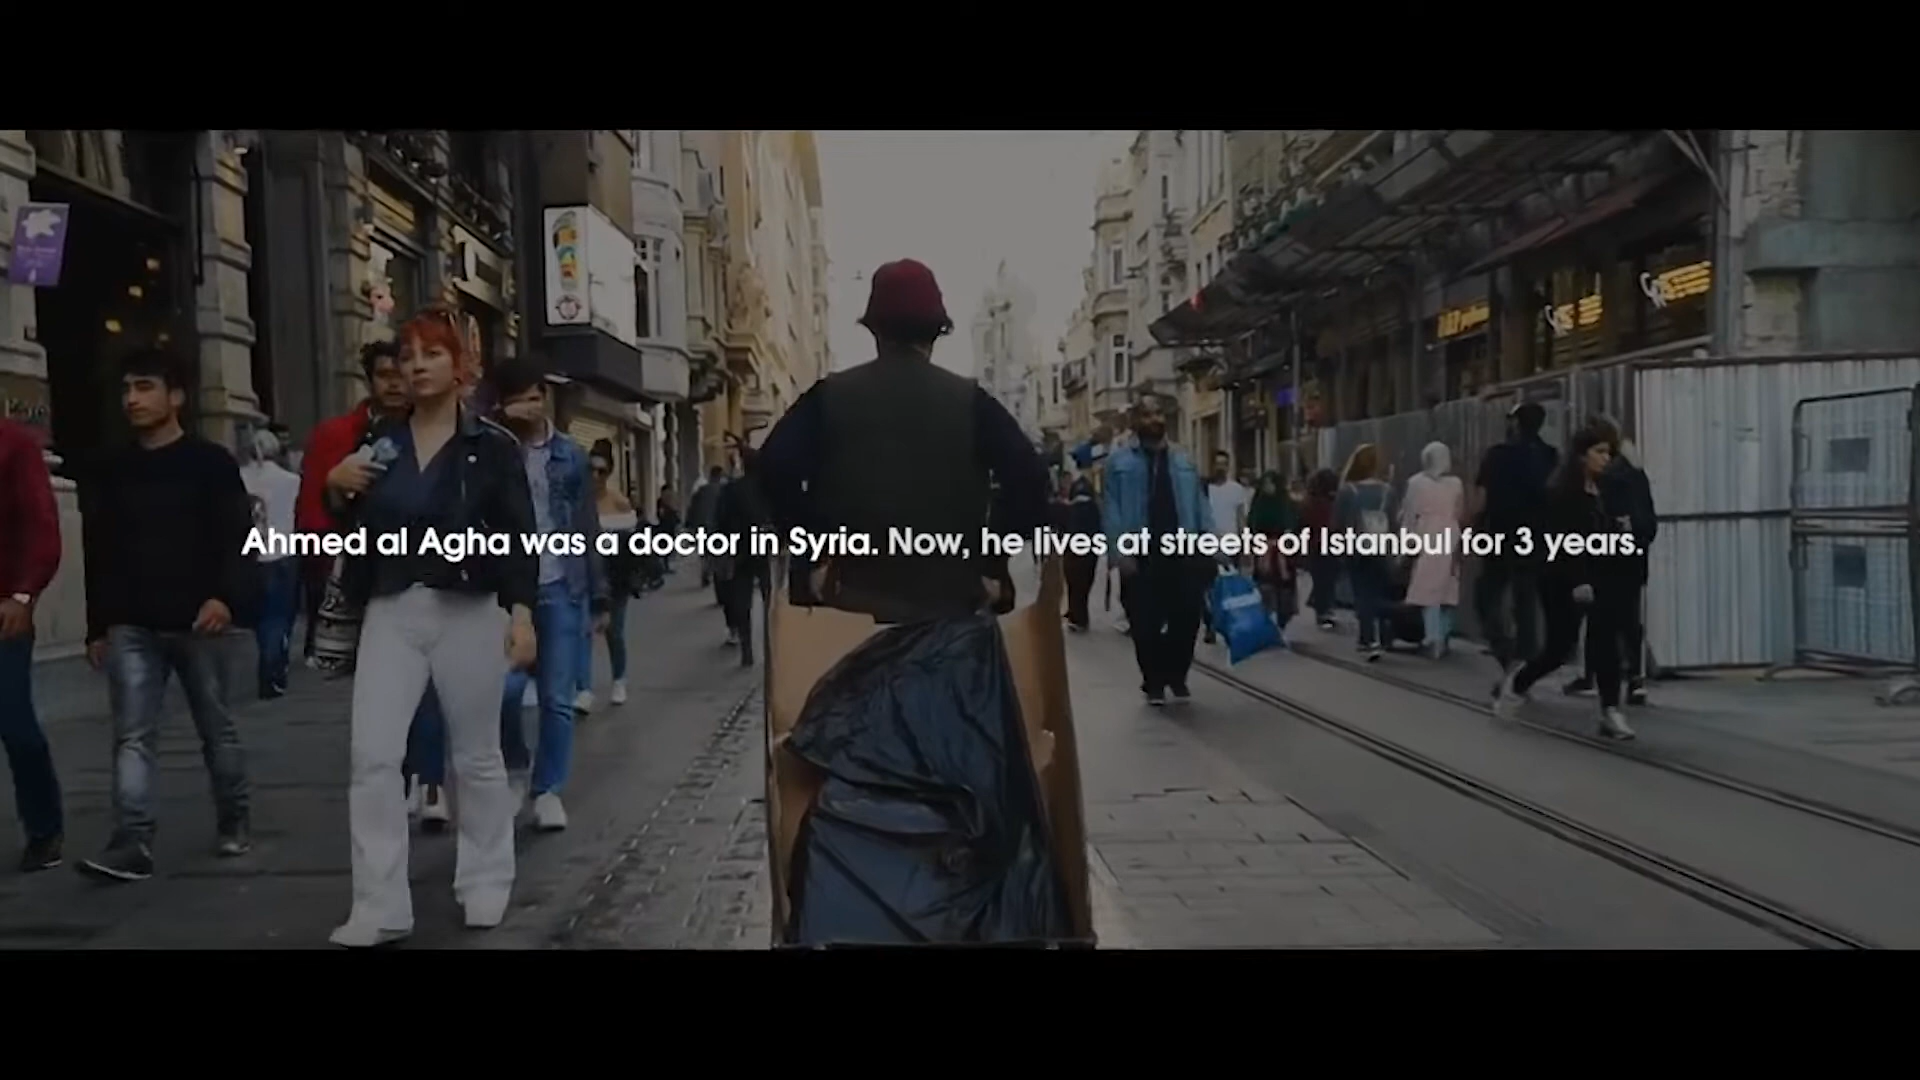 Ahmed al Agha was a doctor in Syria. Now, he lives at streets of Istanbul for 3 years.